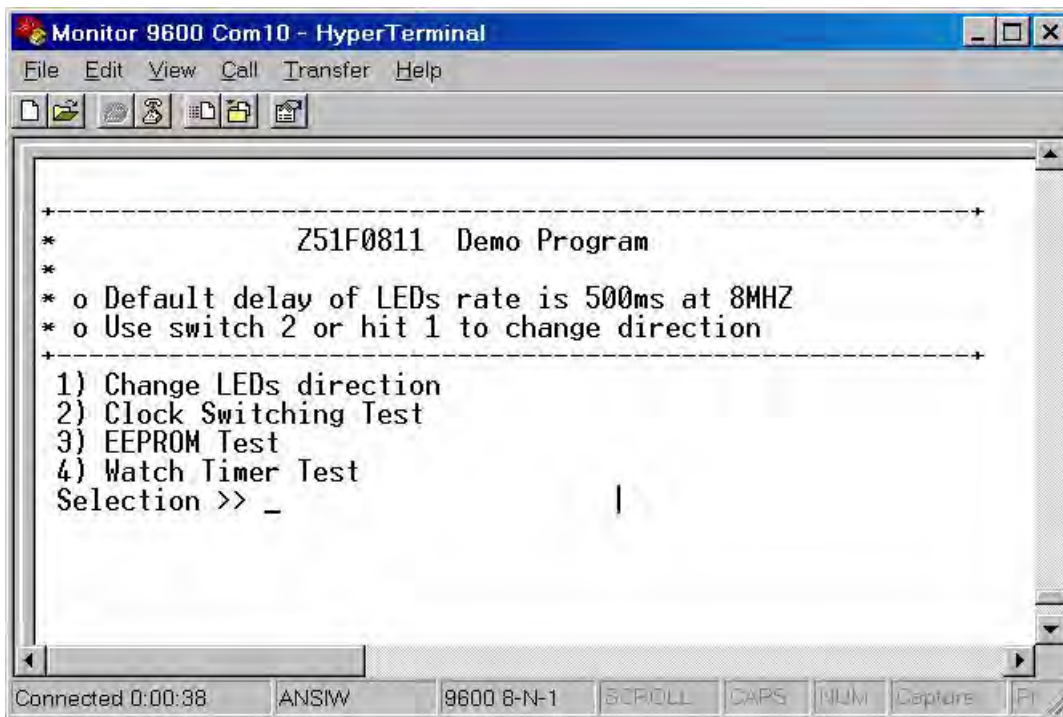 Monitor 9600 Com10 - HyperTerminal
File Edit View Call Transfer Help
+------------------------------------------------------------+
* Z51F0811 Demo Program
*
* o Default delay of LEDs rate is 500ms at 8MHZ
* o Use switch 2 or hit 1 to change direction
+------------------------------------------------------------+
1) Change LEDs direction
2) Clock Switching Test
3) EEPROM Test
4) Watch Timer Test
Selection >> _
Connected 0:00:38 ANSIW 9600 8-N-1 SCROLL CAPS NUM Capture